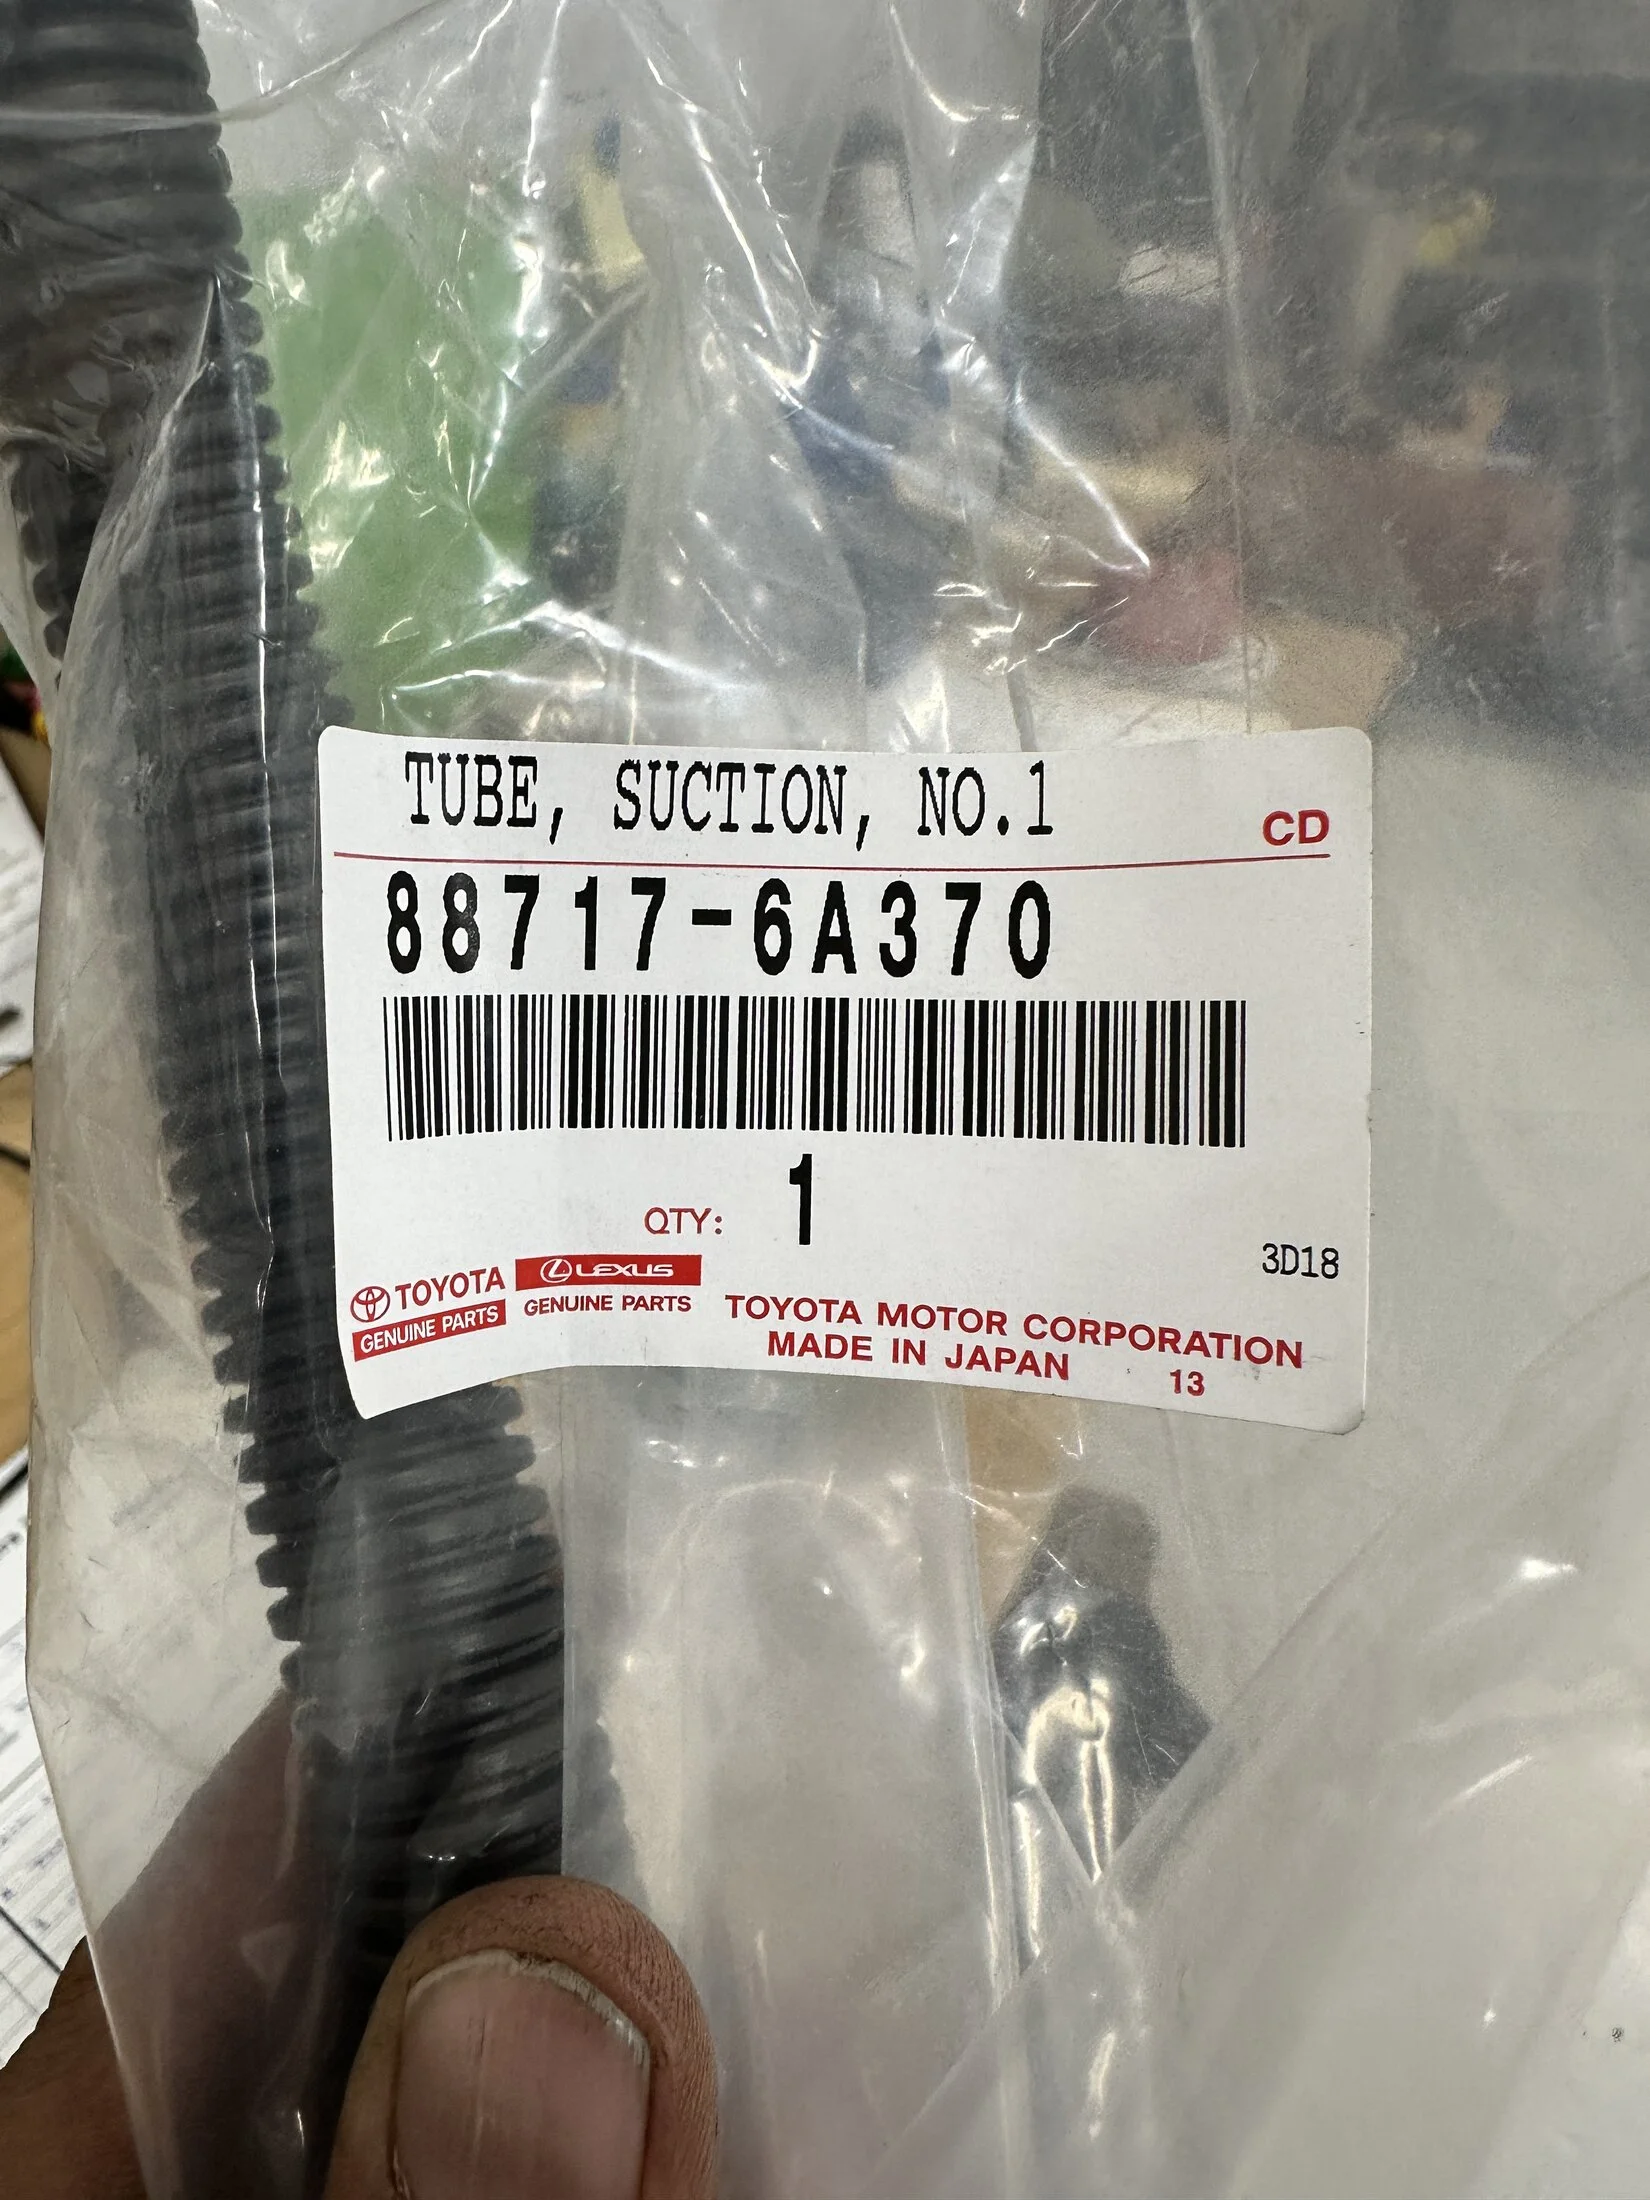 TUBE, SUCTION, NO.1
CD
88717-6A370
QTY: 1
3D18
TOYOTA
GENUINE PARTS
LEXUS
GENUINE PARTS
TOYOTA MOTOR CORPORATION
MADE IN JAPAN 13